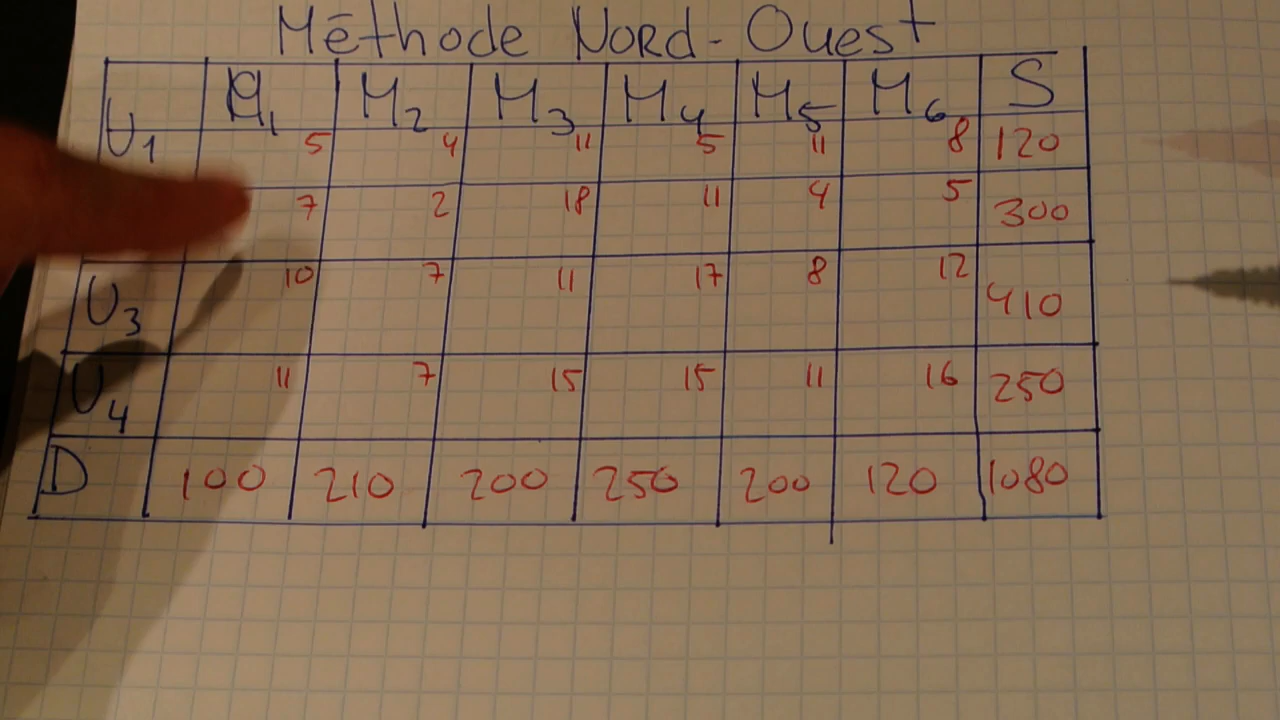 Méthode Nord-Ouest
M1 M2 M3 M4 M5 M6 S
U1 5 4 11 5 11 8 120
7 2 18 11 4 5 300
U3 10 7 11 17 8 12 410
U4 11 7 15 15 11 16 250
D 100 210 200 250 200 120 1080